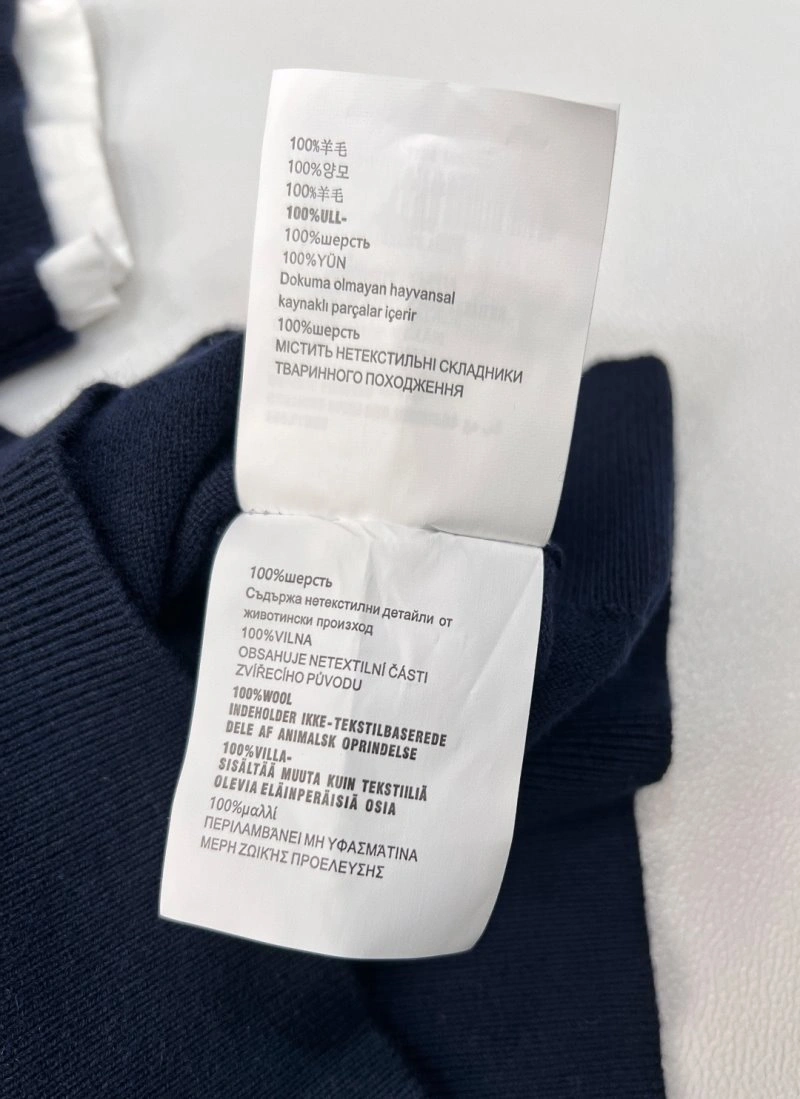 100%羊毛
100%양모
100%羊毛
100%ULL-
100%шерсть
100%YÜN
Dokuma olmayan hayvansal
kaynaklı parçalar içerir
100%шерсть
МІСТИТЬ НЕТЕКСТИЛЬНІ СКЛАДНИКИ
ТВАРИННОГО ПОХОДЖЕННЯ
100%шерсть
Съдържа нетекстилни детайли от
животински произход
100%VILNA
OBSAHUJE NETEXTILNÍ ČÁSTI
ZVÍŘECÍHO PŮVODU
100%WOOL
INDEHOLDER IKKE-TEKSTILBASEREDE
DELE AF ANIMALSK OPRINDELSE
100%VILLA-
SISÄLTÄÄ MUUTA KUIN TEKSTIILIÄ
OLEVIA ELÄINPERÄISIÄ OSIA
100%μαλλί
ΠΕΡΙΛΑΜΒΆΝΕΙ ΜΗ ΥΦΑΣΜΆΤΙΝΑ
ΜΕΡΗ ΖΩΙΚΉΣ ΠΡΟΕΛΕΥΣΗΣ